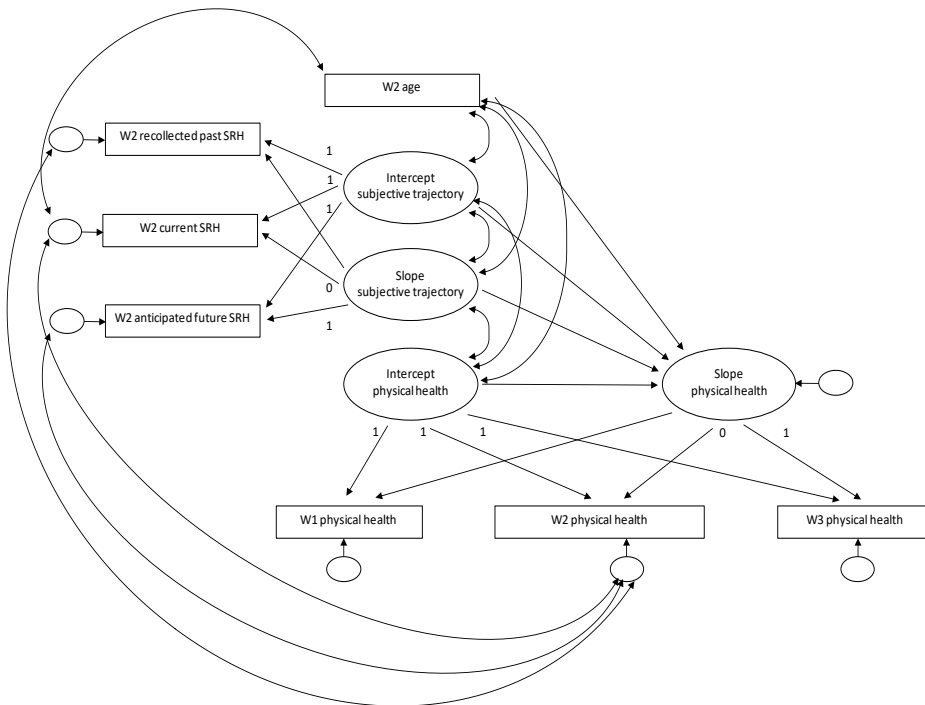 W2 age
W2 recollected past SRH
1
Intercept
subjective trajectory
1
1
W2 current SRH
Slope
subjective trajectory
0
1
W2 anticipated future SRH
Intercept
physical health
Slope
physical health
1
1
1
0
1
W1 physical health
W2 physical health
W3 physical health